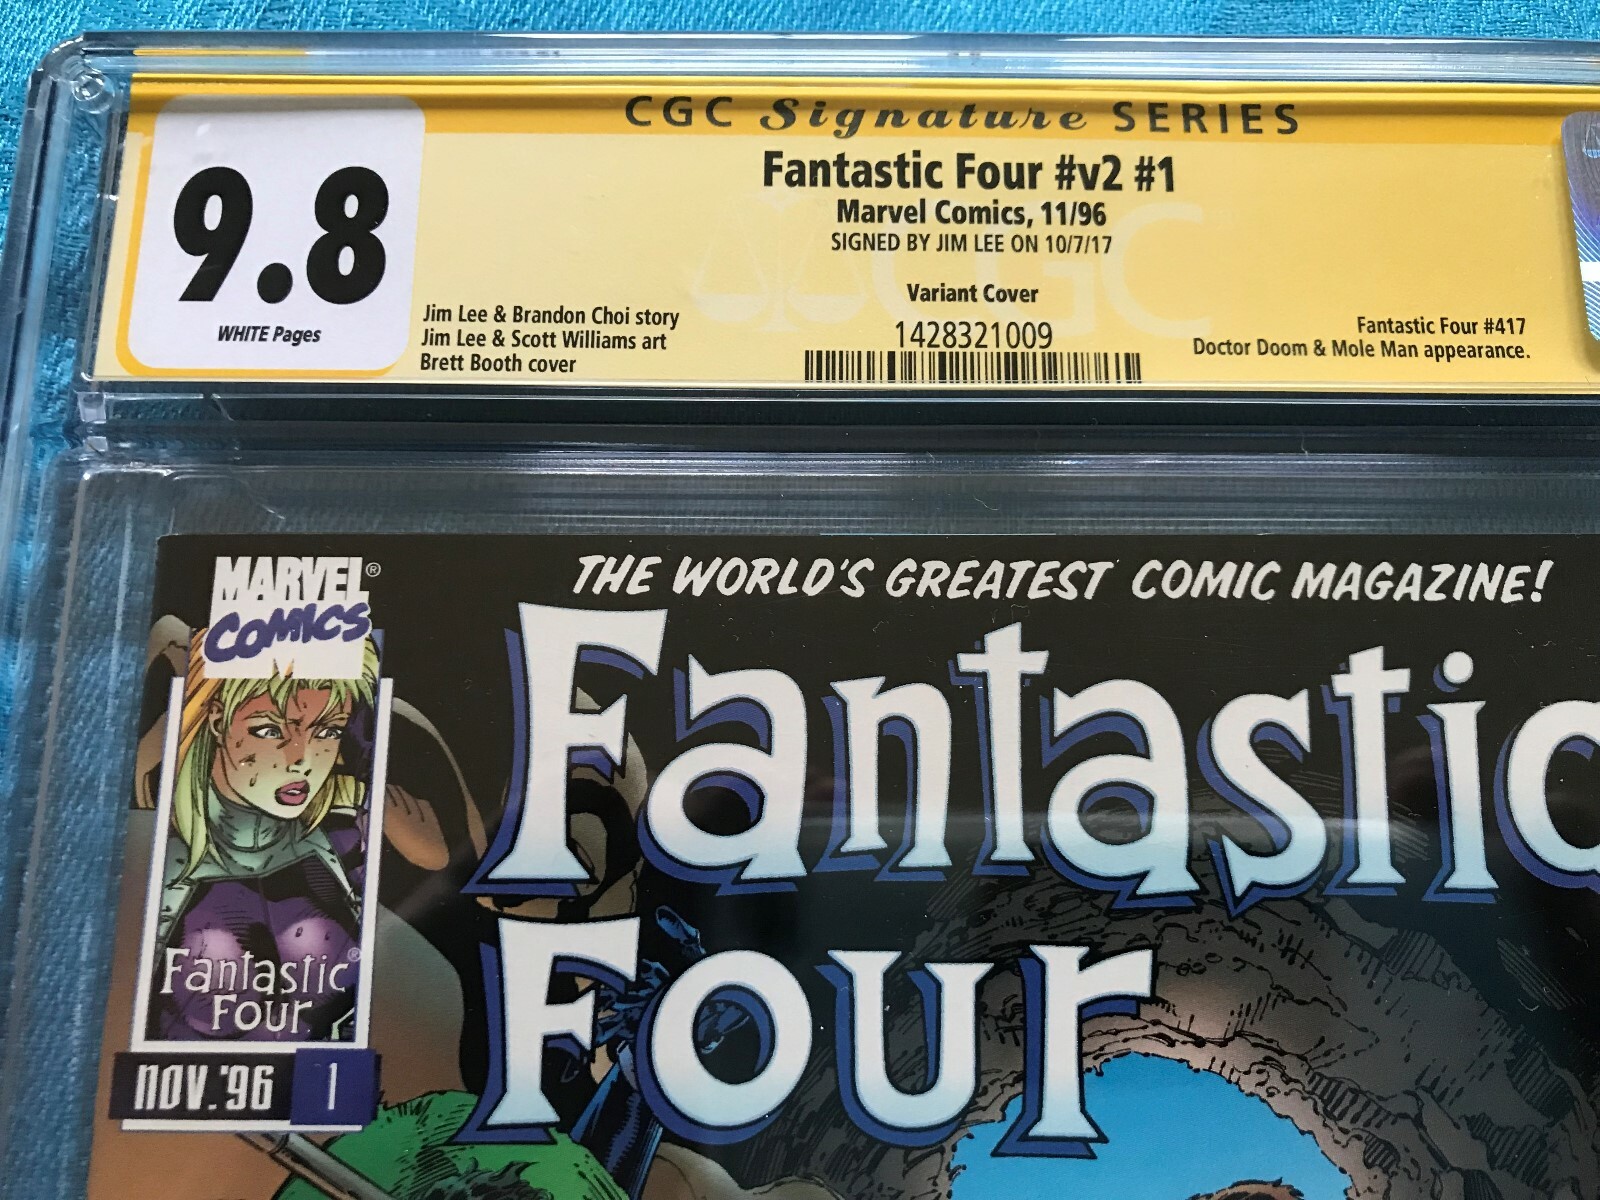 CGC Signature SERIES
9.8
WHITE Pages
Fantastic Four #v2 #1
Marvel Comics, 11/96
SIGNED BY JIM LEE ON 10/7/17
Variant Cover
1428321009
Jim Lee & Brandon Choi story
Jim Lee & Scott Williams art
Brett Booth cover
Fantastic Four #417
Doctor Doom & Mole Man appearance.
CGC
MARVEL®
COMICS
THE WORLD'S GREATEST COMIC MAGAZINE!
Fantastic
Four
Fantastic®
Four
NOV. '96 1